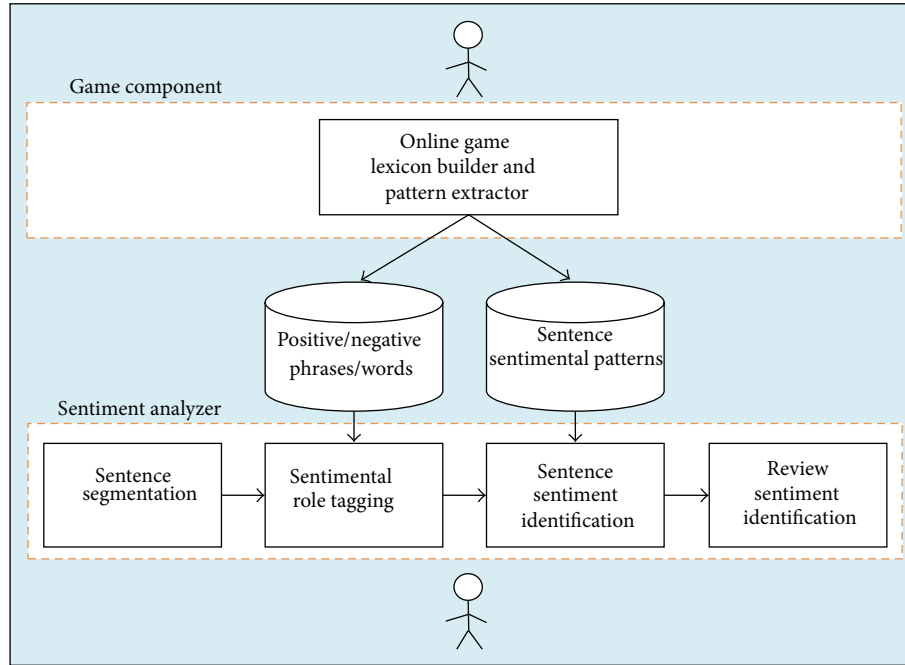 Game component
Online game
lexicon builder and
pattern extractor
Positive/negative
phrases/words
Sentence
sentimental patterns
Sentiment analyzer
Sentence
segmentation
Sentimental
role tagging
Sentence
sentiment
identification
Review
sentiment
identification